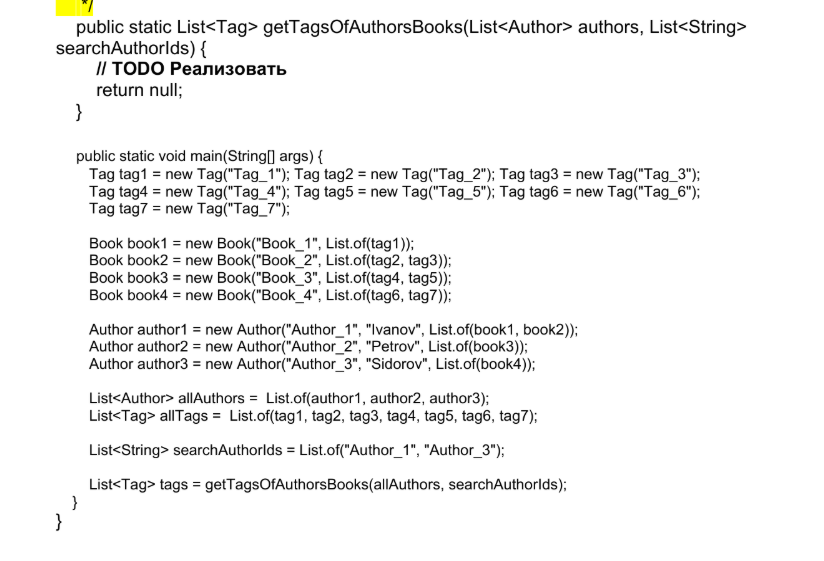 */
public static List<Tag> getTagsOfAuthorsBooks(List<Author> authors, List<String>
searchAuthorIds) {
// TODO Реализовать
return null;
}
public static void main(String[] args) {
Tag tag1 = new Tag("Tag_1"); Tag tag2 = new Tag("Tag_2"); Tag tag3 = new Tag("Tag_3");
Tag tag4 = new Tag("Tag_4"); Tag tag5 = new Tag("Tag_5"); Tag tag6 = new Tag("Tag_6");
Tag tag7 = new Tag("Tag_7");
Book book1 = new Book("Book_1", List.of(tag1));
Book book2 = new Book("Book_2", List.of(tag2, tag3));
Book book3 = new Book("Book_3", List.of(tag4, tag5));
Book book4 = new Book("Book_4", List.of(tag6, tag7));
Author author1 = new Author("Author_1", "Ivanov", List.of(book1, book2));
Author author2 = new Author("Author_2", "Petrov", List.of(book3));
Author author3 = new Author("Author_3", "Sidorov", List.of(book4));
List<Author> allAuthors =  List.of(author1, author2, author3);
List<Tag> allTags =  List.of(tag1, tag2, tag3, tag4, tag5, tag6, tag7);
List<String> searchAuthorIds = List.of("Author_1", "Author_3");
List<Tag> tags = getTagsOfAuthorsBooks(allAuthors, searchAuthorIds);
}
}